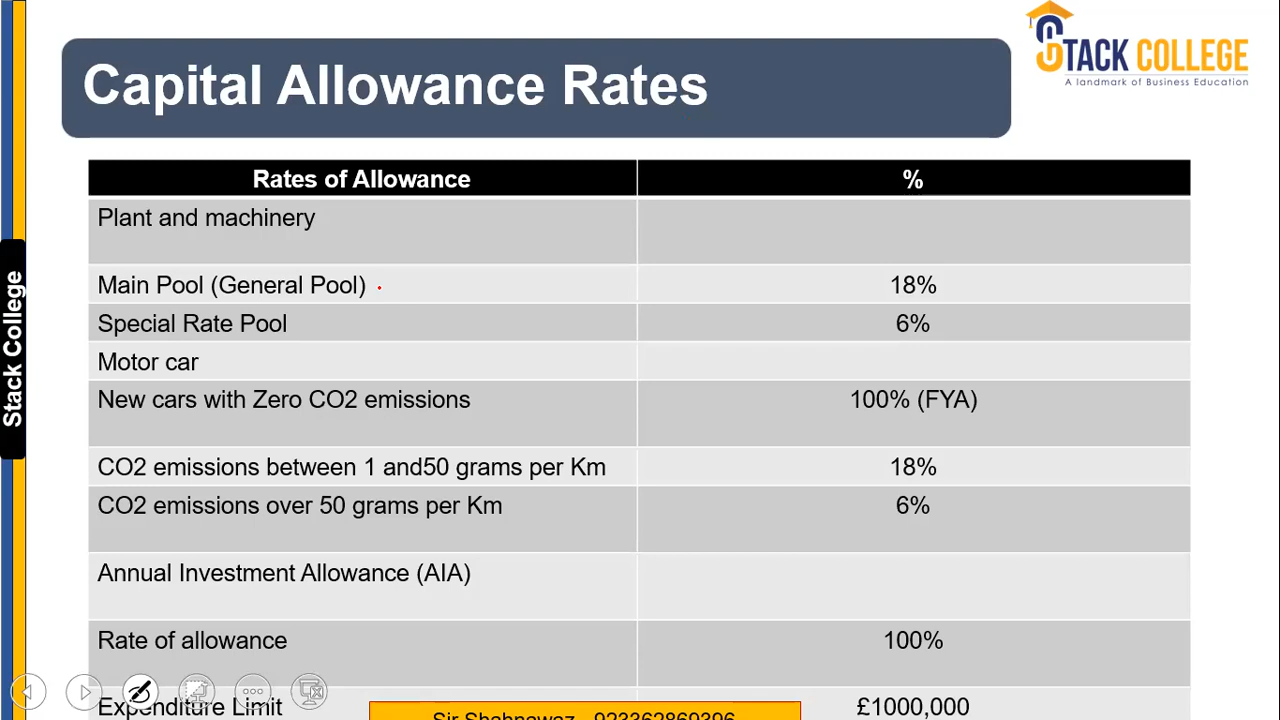 STACK COLLEGE
A landmark of Business Education
Capital Allowance Rates
Rates of Allowance %
Plant and machinery
Main Pool (General Pool) 18%
Special Rate Pool 6%
Motor car
New cars with Zero CO2 emissions 100% (FYA)
CO2 emissions between 1 and50 grams per Km 18%
CO2 emissions over 50 grams per Km 6%
Annual Investment Allowance (AIA)
Rate of allowance 100%
Expenditure Limit £1000,000
Sir Shahnawaz 923362869396
Stack College